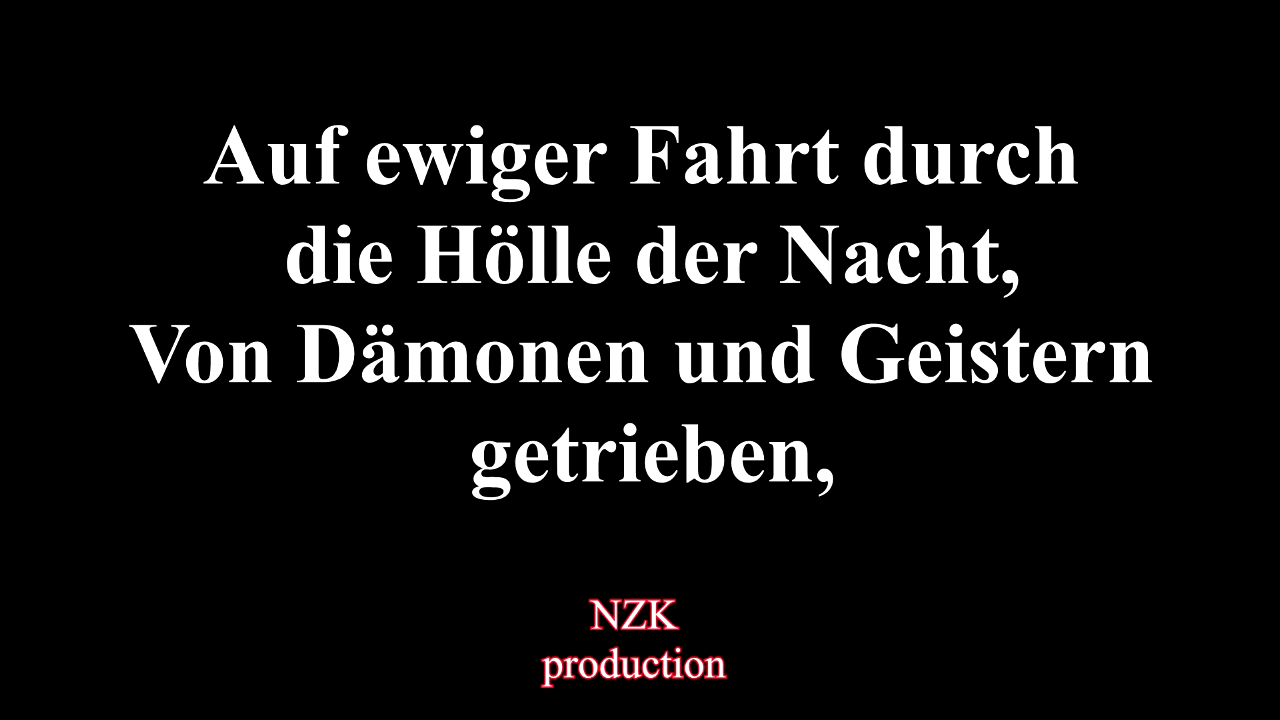 Auf ewiger Fahrt durch
die Hölle der Nacht,
Von Dämonen und Geistern
getrieben,
NZK
production